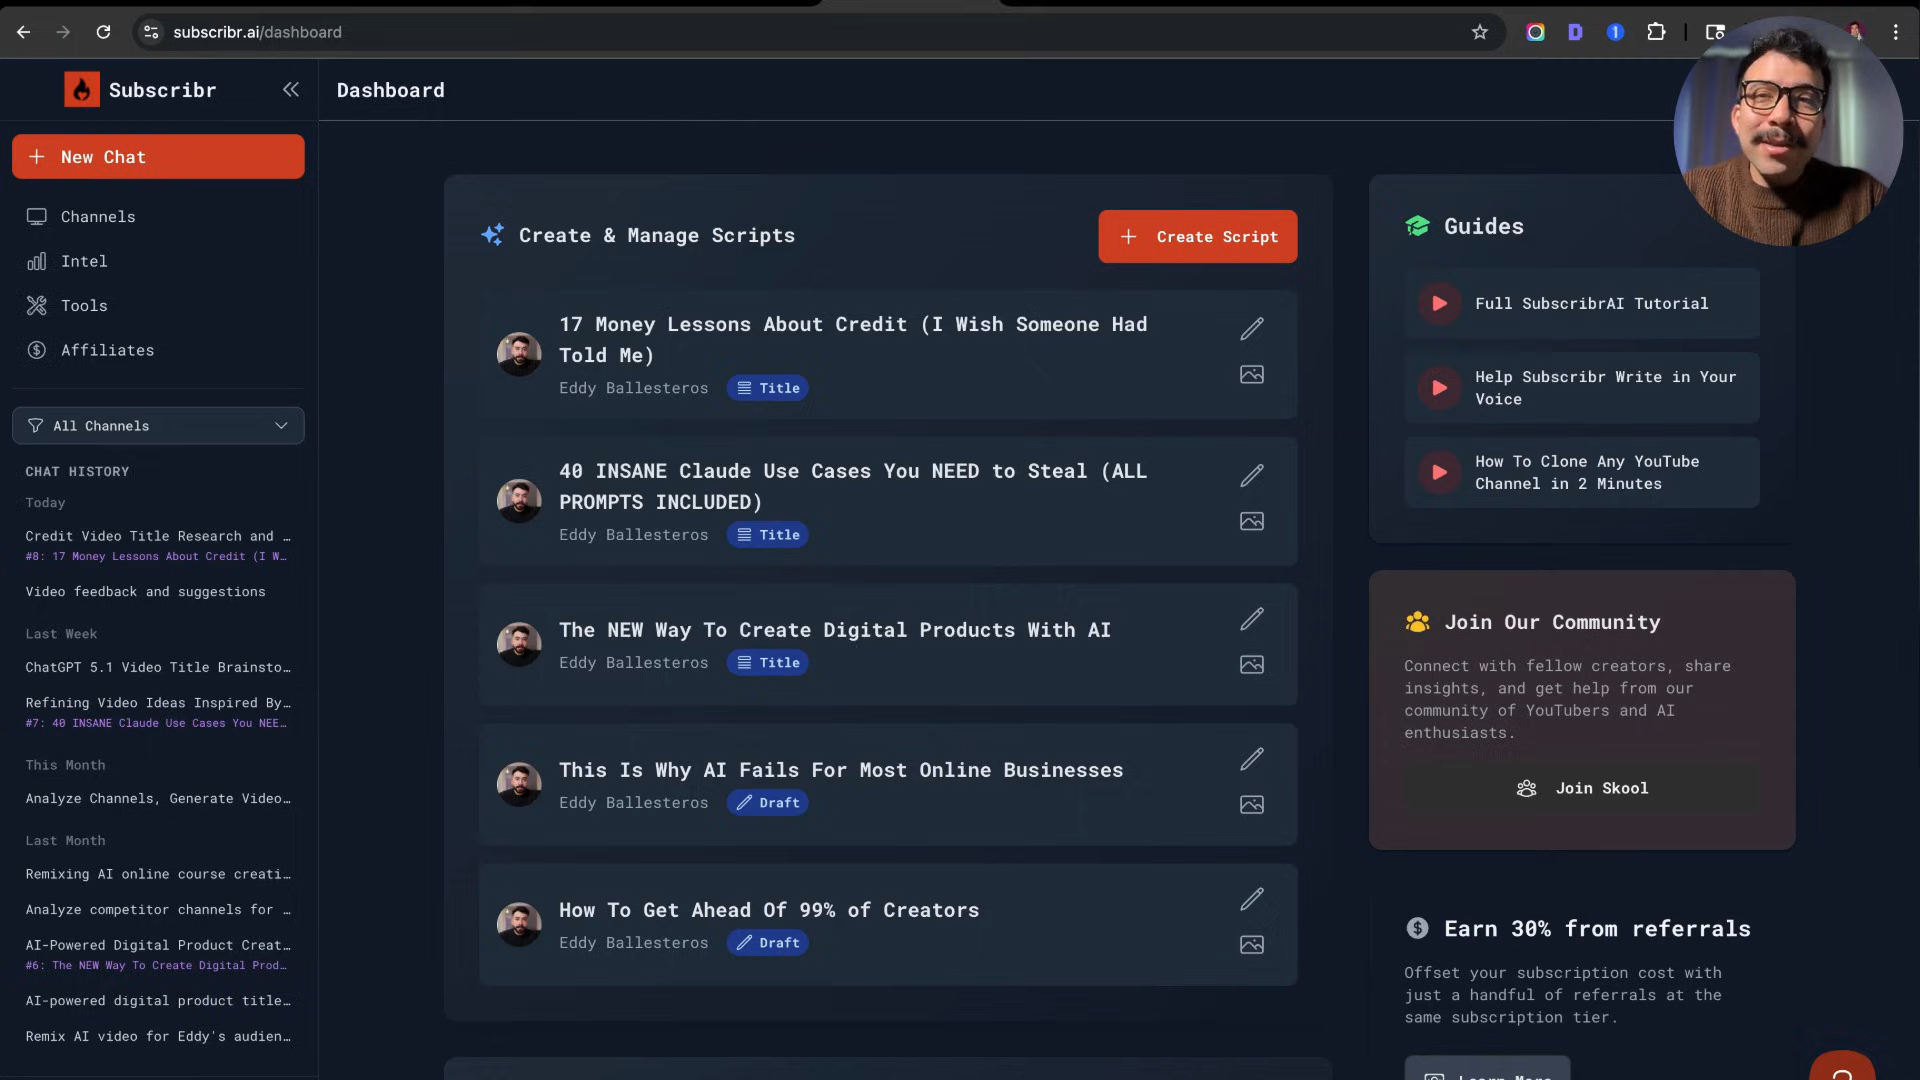 subscribr.ai/dashboard
Subscribr
Dashboard
New Chat
Channels
Intel
Tools
Affiliates
All Channels
CHAT HISTORY
Today
Credit Video Title Research and …
#8: 17 Money Lessons About Credit (I W…
Video feedback and suggestions
Last Week
ChatGPT 5.1 Video Title Brainsto…
Refining Video Ideas Inspired By…
#7: 40 INSANE Claude Use Cases You NEE…
This Month
Analyze Channels, Generate Video…
Last Month
Remixing AI online course creati…
Analyze competitor channels for …
AI-Powered Digital Product Creat…
#6: The NEW Way To Create Digital Prod…
AI-powered digital product title…
Remix AI video for Eddy's audien…
Create & Manage Scripts
Create Script
17 Money Lessons About Credit (I Wish Someone Had
Told Me)
Eddy Ballesteros Title
40 INSANE Claude Use Cases You NEED to Steal (ALL
PROMPTS INCLUDED)
Eddy Ballesteros Title
The NEW Way To Create Digital Products With AI
Eddy Ballesteros Title
This Is Why AI Fails For Most Online Businesses
Eddy Ballesteros Draft
How To Get Ahead Of 99% of Creators
Eddy Ballesteros Draft
Guides
Full SubscribrAI Tutorial
Help Subscribr Write in Your
Voice
How To Clone Any YouTube
Channel in 2 Minutes
Join Our Community
Connect with fellow creators, share
insights, and get help from our
community of YouTubers and AI
enthusiasts.
Join Skool
Earn 30% from referrals
Offset your subscription cost with
just a handful of referrals at the
same subscription tier.
Learn More